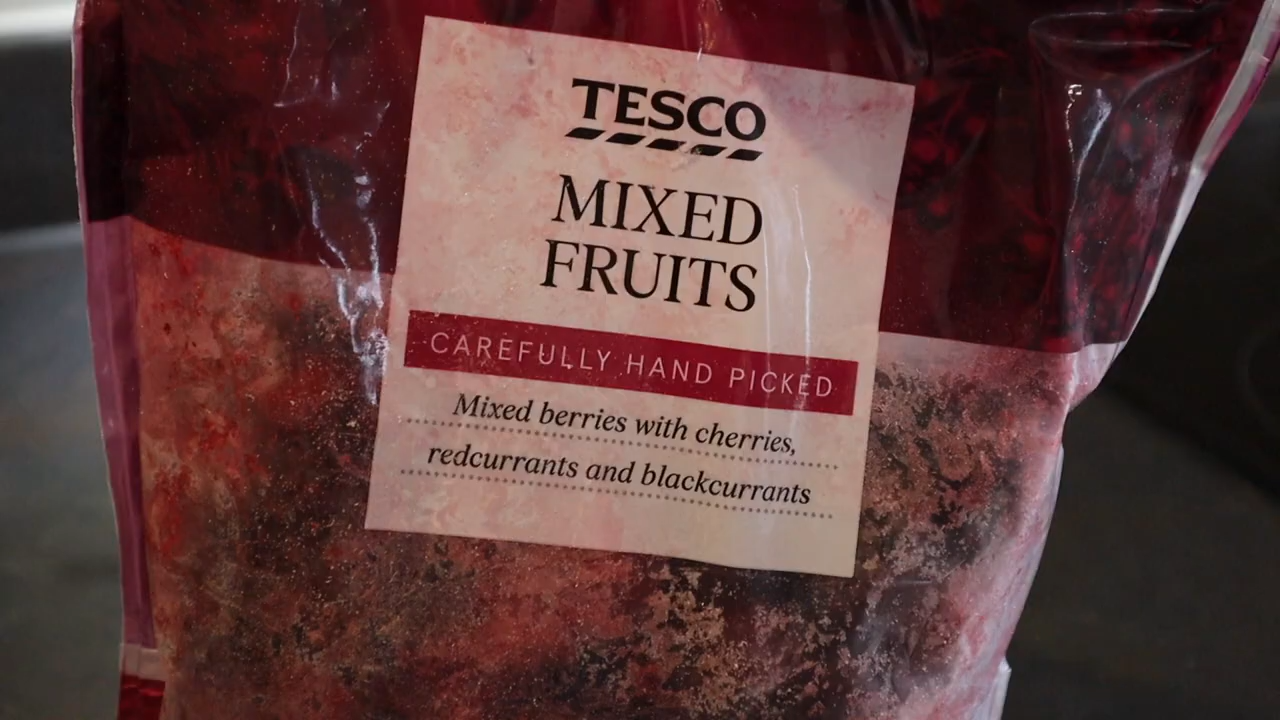 TESCO
MIXED
FRUITS
CAREFULLY HAND PICKED
Mixed berries with cherries,
redcurrants and blackcurrants